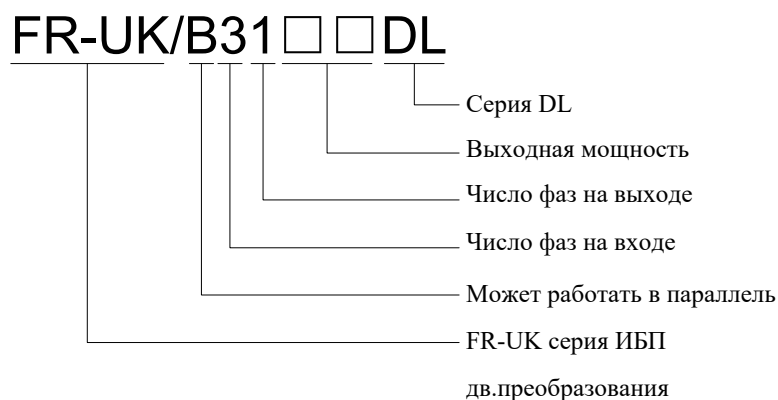 FR-UK/B31□□DL
Серия DL
Выходная мощность
Число фаз на выходе
Число фаз на входе
Может работать в параллель
FR-UK серия ИБП
дв.преобразования